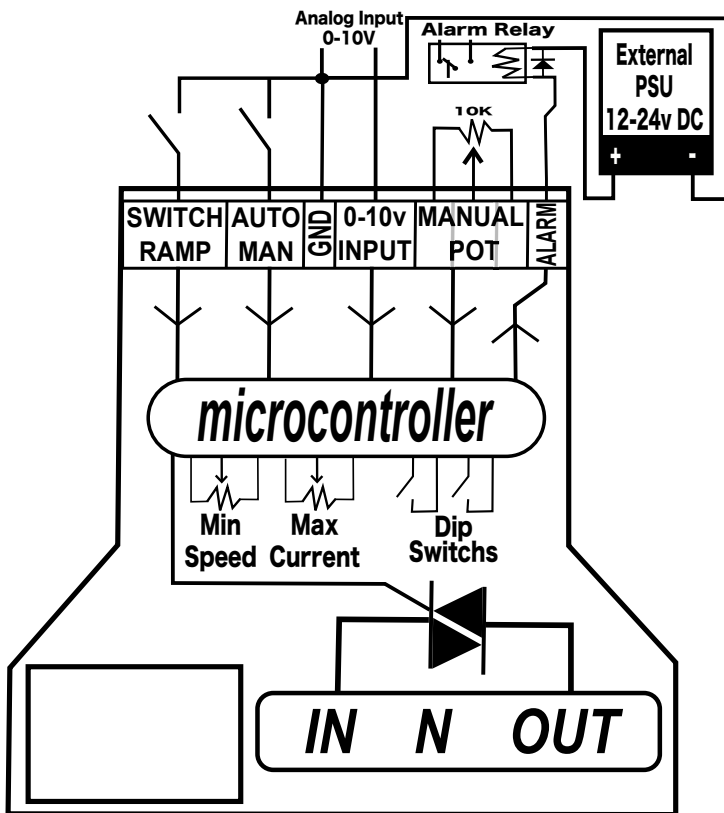 Analog Input
0-10V
Alarm Relay
External
PSU
12-24v DC
+ -
10K
SWITCH
RAMP
AUTO
MAN
GND
0-10v
INPUT
MANUAL
POT
ALARM
microcontroller
Min
Speed
Max
Current
Dip
Switchs
IN N OUT